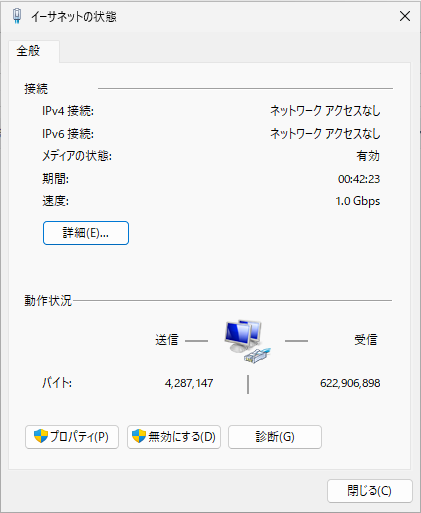 イーサネットの状態
全般
接続
IPv4 接続: ネットワーク アクセスなし
IPv6 接続: ネットワーク アクセスなし
メディアの状態: 有効
期間: 00:42:23
速度: 1.0 Gbps
詳細(E)...
動作状況
送信 受信
バイト: 4,287,147 622,906,898
プロパティ(P) 無効にする(D) 診断(G)
閉じる(C)